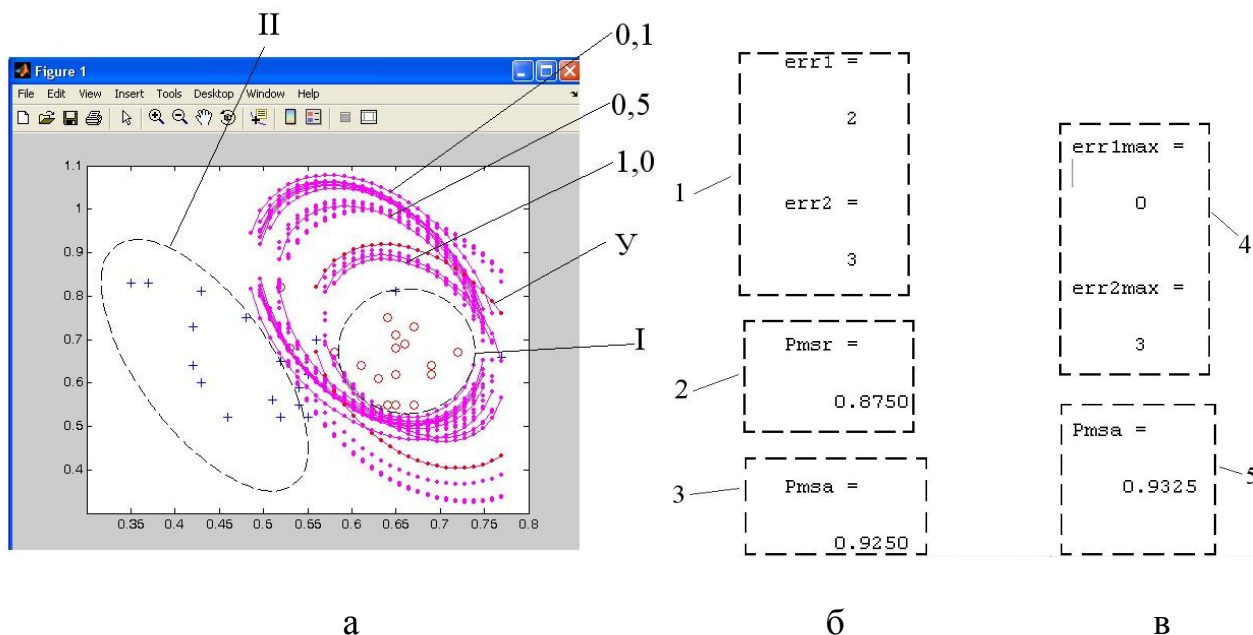 II
0,1
0,5
1,0
У
I
Figure 1
File Edit View Insert Tools Desktop Window Help
1.1
1
0.9
0.8
0.7
0.6
0.5
0.4
0.35 0.4 0.45 0.5 0.55 0.6 0.65 0.7 0.75 0.8
а
1
err1 =
2
err2 =
3
2
Pmsr =
0.8750
3
Pmsa =
0.9250
б
err1max =
0
err2max =
3
4
Pmsa =
0.9325
5
в